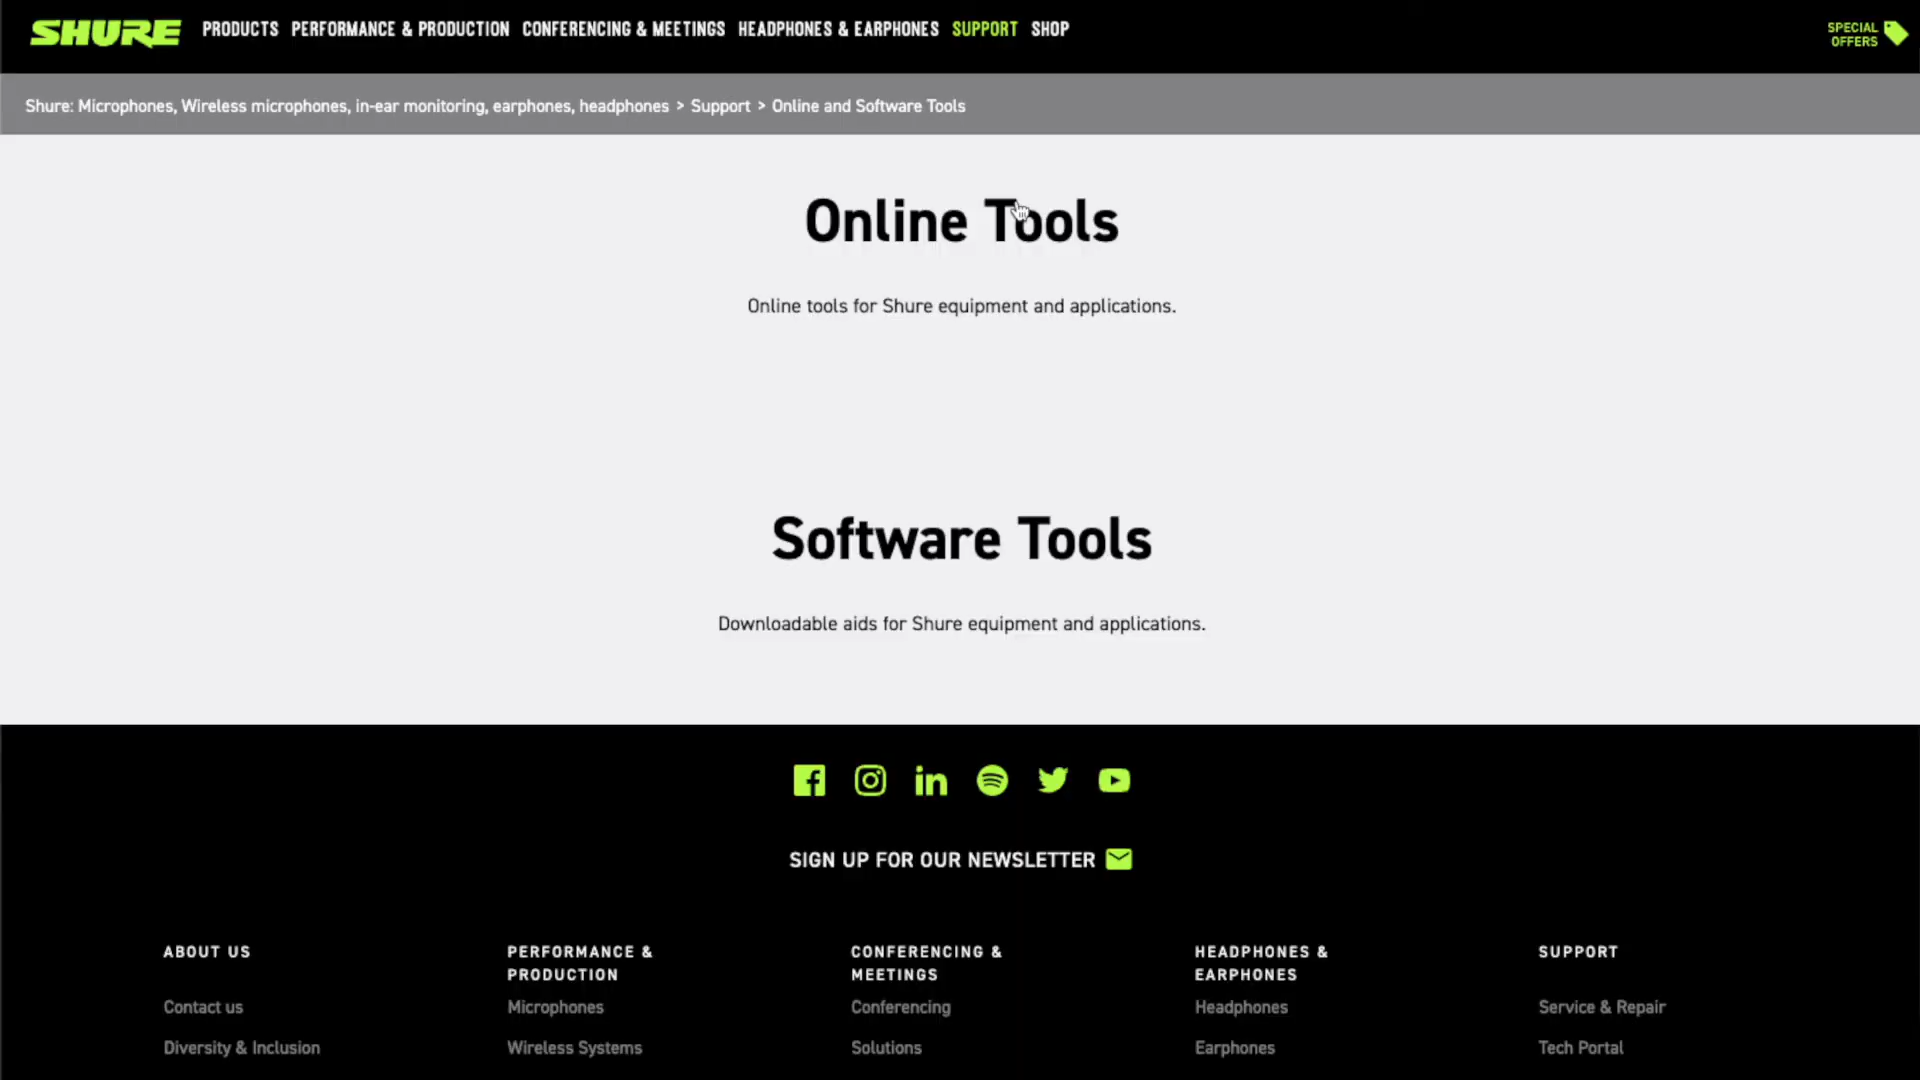 SHURE PRODUCTS PERFORMANCE & PRODUCTION CONFERENCING & MEETINGS HEADPHONES & EARPHONES SUPPORT SHOP
SPECIAL
OFFERS
Shure: Microphones, Wireless microphones, in-ear monitoring, earphones, headphones > Support > Online and Software Tools
Online Tools
Online tools for Shure equipment and applications.
Software Tools
Downloadable aids for Shure equipment and applications.
SIGN UP FOR OUR NEWSLETTER
ABOUT US
Contact us
Diversity & Inclusion
PERFORMANCE &
PRODUCTION
Microphones
Wireless Systems
CONFERENCING &
MEETINGS
Conferencing
Solutions
HEADPHONES &
EARPHONES
Headphones
Earphones
SUPPORT
Service & Repair
Tech Portal